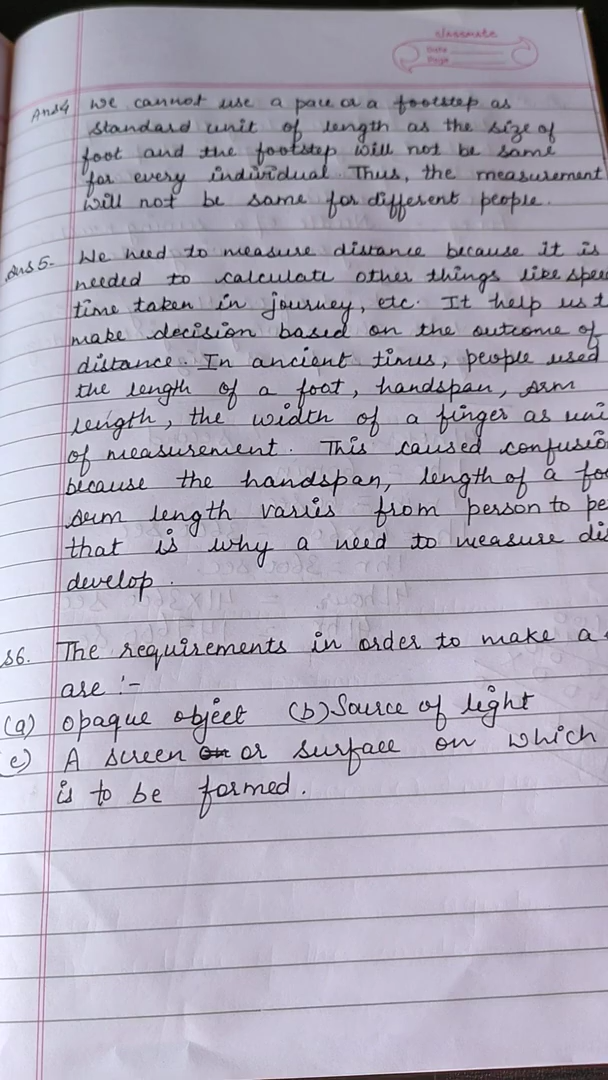 classmate
Date
Page
Ans4 We cannot use a pace or a footstep as
standard unit of length as the size of
foot and the footstep will not be same
for every individual. Thus, the measurement
will not be same for different people.
Ans5- We need to measure distance because it is
needed to calculate other things like spee
time taken in journey, etc. It help us t
make decision based on the outcome of
distance. In ancient times, people used
the length of a foot, handspan, arm
length, the width of a finger as uni
of measurement. This caused confusio
because the handspan, length of a foo
arm length varies from person to pe
that is why a need to measure dis
develop.
s6. The requirements in order to make a
are :-
(a) opaque object (b) Source of light
(c) A screen or or surface on which
is to be formed.